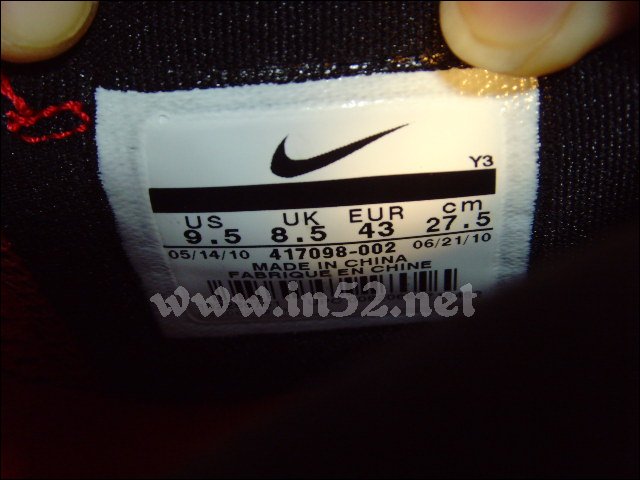 Y3
US UK EUR cm
9.5 8.5 43 27.5
05/14/10 417098-002 06/21/10
MADE IN CHINA
FABRIQUE EN CHINE
www.in52.net